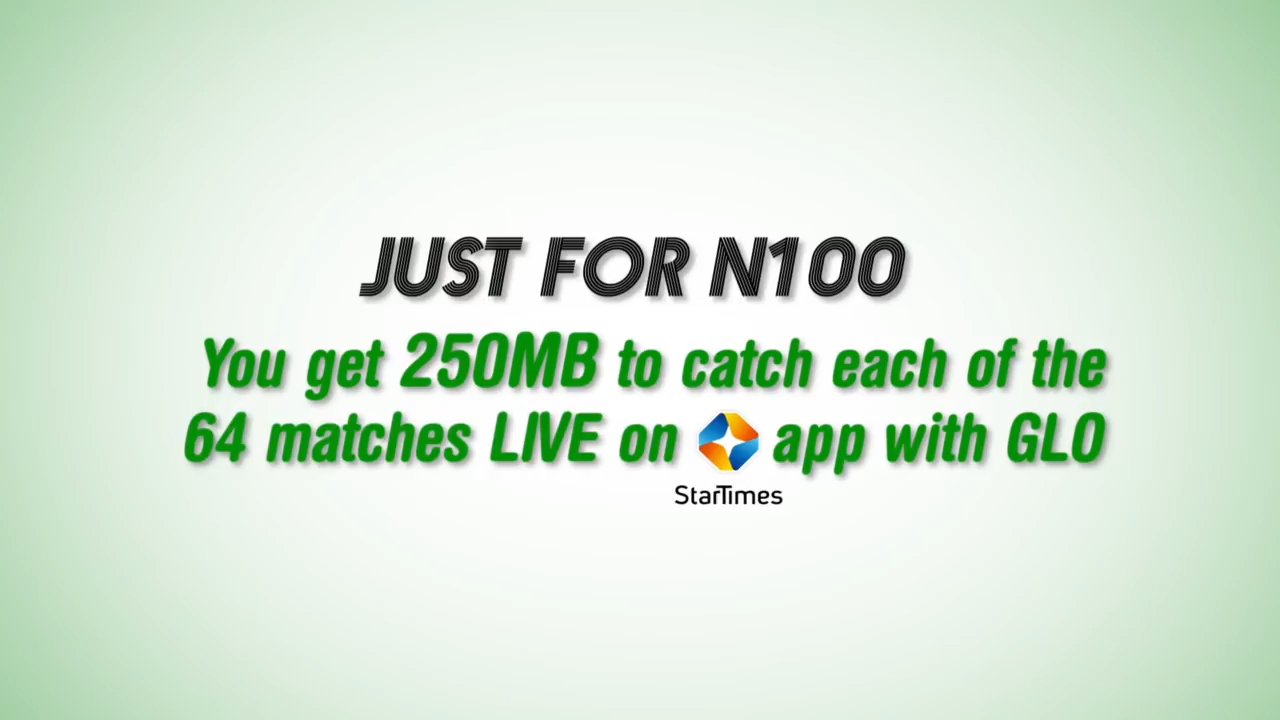 JUST FOR N100
You get 250MB to catch each of the
64 matches LIVE on app with GLO
StarTimes